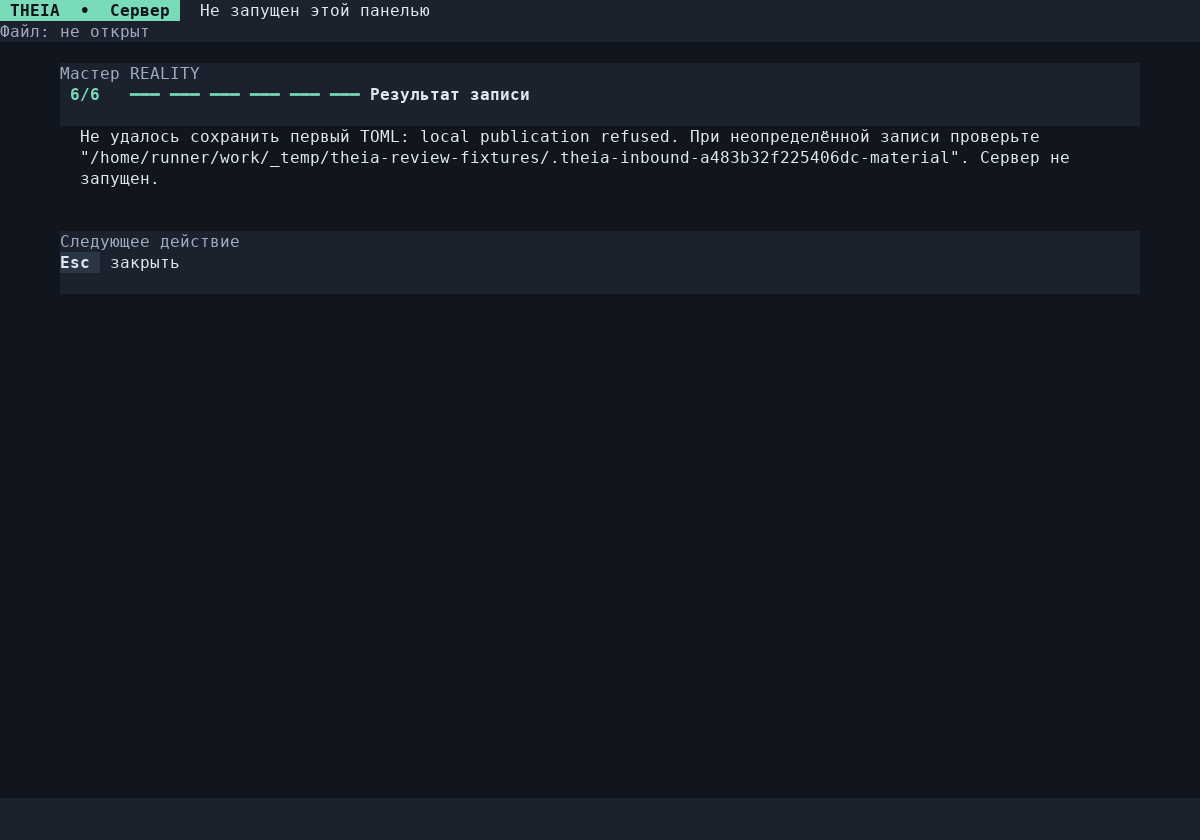 THEIA • Сервер Не запущен этой панелью
Файл: не открыт
Мастер REALITY
6/6 Результат записи
Не удалось сохранить первый TOML: local publication refused. При неопределённой записи проверьте
"/home/runner/work/_temp/theia-review-fixtures/.theia-inbound-a483b32f225406dc-material". Сервер не
запущен.
Следующее действие
Esc закрыть